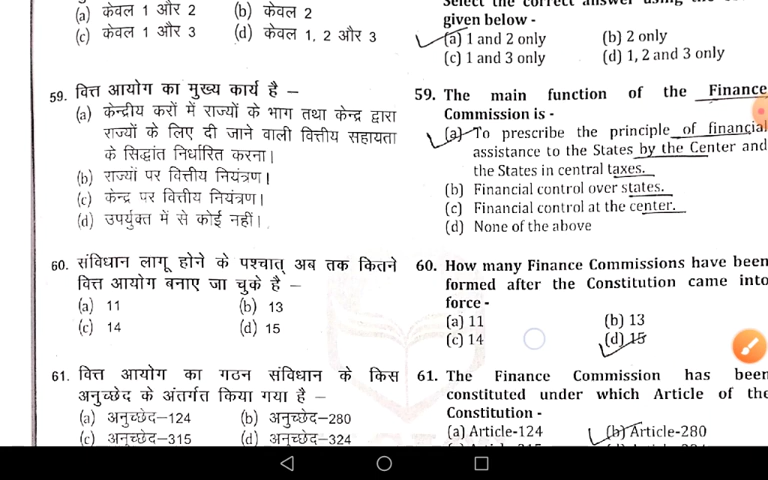 (a) केवल 1 और 2 (b) केवल 2
(c) केवल 1 और 3 (d) केवल 1, 2 और 3
59. वित्त आयोग का मुख्य कार्य है –
(a) केन्द्रीय करों में राज्यों के भाग तथा केन्द्र द्वारा
राज्यों के लिए दी जाने वाली वित्तीय सहायता
के सिद्धांत निर्धारित करना।
(b) राज्यों पर वित्तीय नियंत्रण।
(c) केन्द्र पर वित्तीय नियंत्रण।
(d) उपर्युक्त में से कोई नहीं।
60. संविधान लागू होने के पश्चात् अब तक कितने
वित्त आयोग बनाए जा चुके है –
(a) 11 (b) 13
(c) 14 (d) 15
61. वित्त आयोग का गठन संविधान के किस
अनुच्छेद के अंतर्गत किया गया है –
(a) अनुच्छेद–124 (b) अनुच्छेद–280
(c) अनुच्छेद–315 (d) अनुच्छेद–324
Select the correct answer using the
given below -
(a) 1 and 2 only (b) 2 only
(c) 1 and 3 only (d) 1, 2 and 3 only
59. The main function of the Finance
Commission is -
(a) To prescribe the principle of financial
assistance to the States by the Center and
the States in central taxes.
(b) Financial control over states.
(c) Financial control at the center.
(d) None of the above
60. How many Finance Commissions have been
formed after the Constitution came into
force -
(a) 11 (b) 13
(c) 14 (d) 15
61. The Finance Commission has been
constituted under which Article of the
Constitution -
(a) Article-124 (b) Article-280